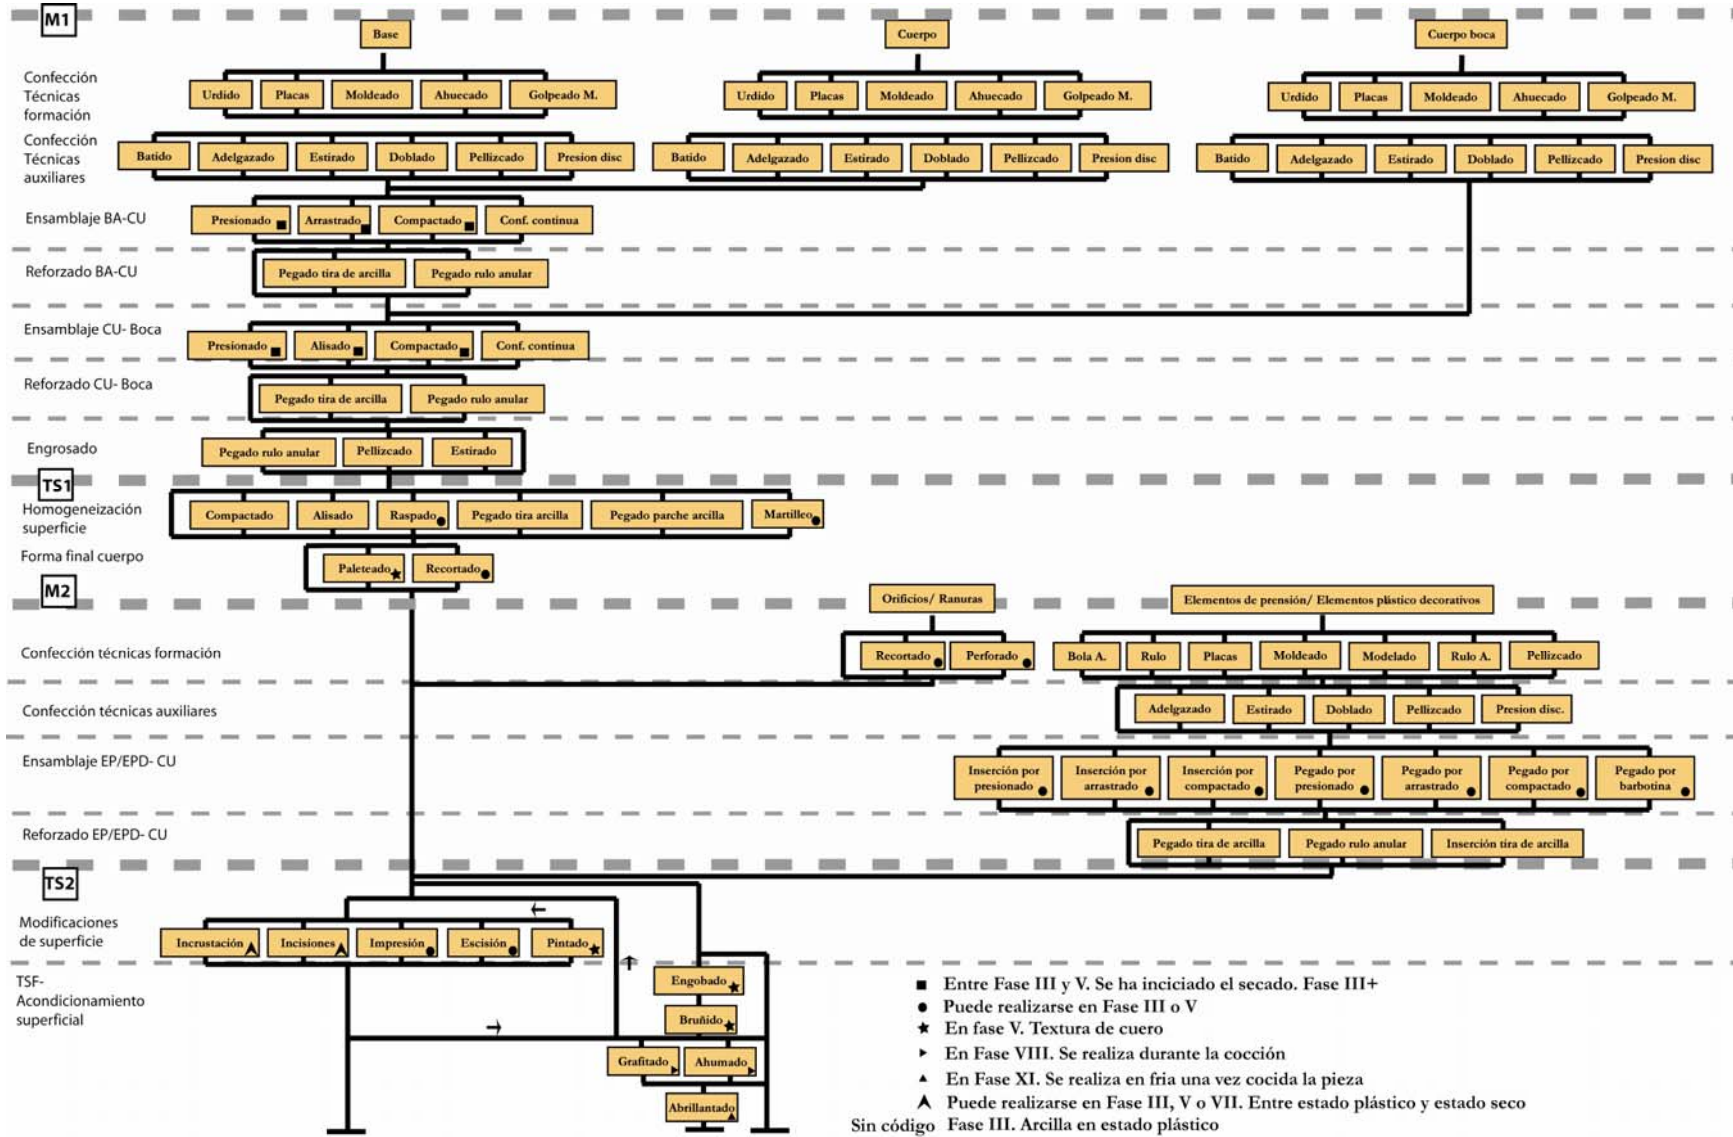 M1
Base
Cuerpo
Cuerpo boca
Confección
Técnicas
formación
Urdido
Placas
Moldeado
Ahuecado
Golpeado M.
Urdido
Placas
Moldeado
Ahuecado
Golpeado M.
Urdido
Placas
Moldeado
Ahuecado
Golpeado M.
Confección
Técnicas
auxiliares
Batido
Adelgazado
Estirado
Doblado
Pellizcado
Presion disc
Batido
Adelgazado
Estirado
Doblado
Pellizcado
Presion disc
Batido
Adelgazado
Estirado
Doblado
Pellizcado
Presion disc
Ensamblaje BA-CU
Presionado
Arrastrado
Compactado
Conf. continua
Reforzado BA-CU
Pegado tira de arcilla
Pegado rulo anular
Ensamblaje CU- Boca
Presionado
Alisado
Compactado
Conf. continua
Reforzado CU- Boca
Pegado tira de arcilla
Pegado rulo anular
Engrosado
Pegado rulo anular
Pellizcado
Estirado
TS1
Homogeneización
superficie
Compactado
Alisado
Raspado
Pegado tira arcilla
Pegado parche arcilla
Martilleo
Forma final cuerpo
Paleteado
Recortado
M2
Orificios/ Ranuras
Elementos de prensión/ Elementos plástico decorativos
Confección técnicas formación
Recortado
Perforado
Bola A.
Rulo
Placas
Moldeado
Modelado
Rulo A.
Pellizcado
Confección técnicas auxiliares
Adelgazado
Estirado
Doblado
Pellizcado
Presion disc.
Ensamblaje EP/EPD- CU
Inserción por
presionado
Inserción por
arrastrado
Inserción por
compactado
Pegado por
presionado
Pegado por
arrastrado
Pegado por
compactado
Pegado por
barbotina
Reforzado EP/EPD- CU
Pegado tira de arcilla
Pegado rulo anular
Inserción tira de arcilla
TS2
Modificaciones
de superficie
Incrustación
Incisiones
Impresión
Escisión
Pintado
TSF-
Acondicionamiento
superficial
Engobado
Bruñido
Grafitado
Ahumado
Abrillantado
Entre Fase III y V. Se ha inciciado el secado. Fase III+
Puede realizarse en Fase III o V
En fase V. Textura de cuero
En Fase VIII. Se realiza durante la cocción
En Fase XI. Se realiza en fria una vez cocida la pieza
Puede realizarse en Fase III, V o VII. Entre estado plástico y estado seco
Sin código Fase III. Arcilla en estado plástico